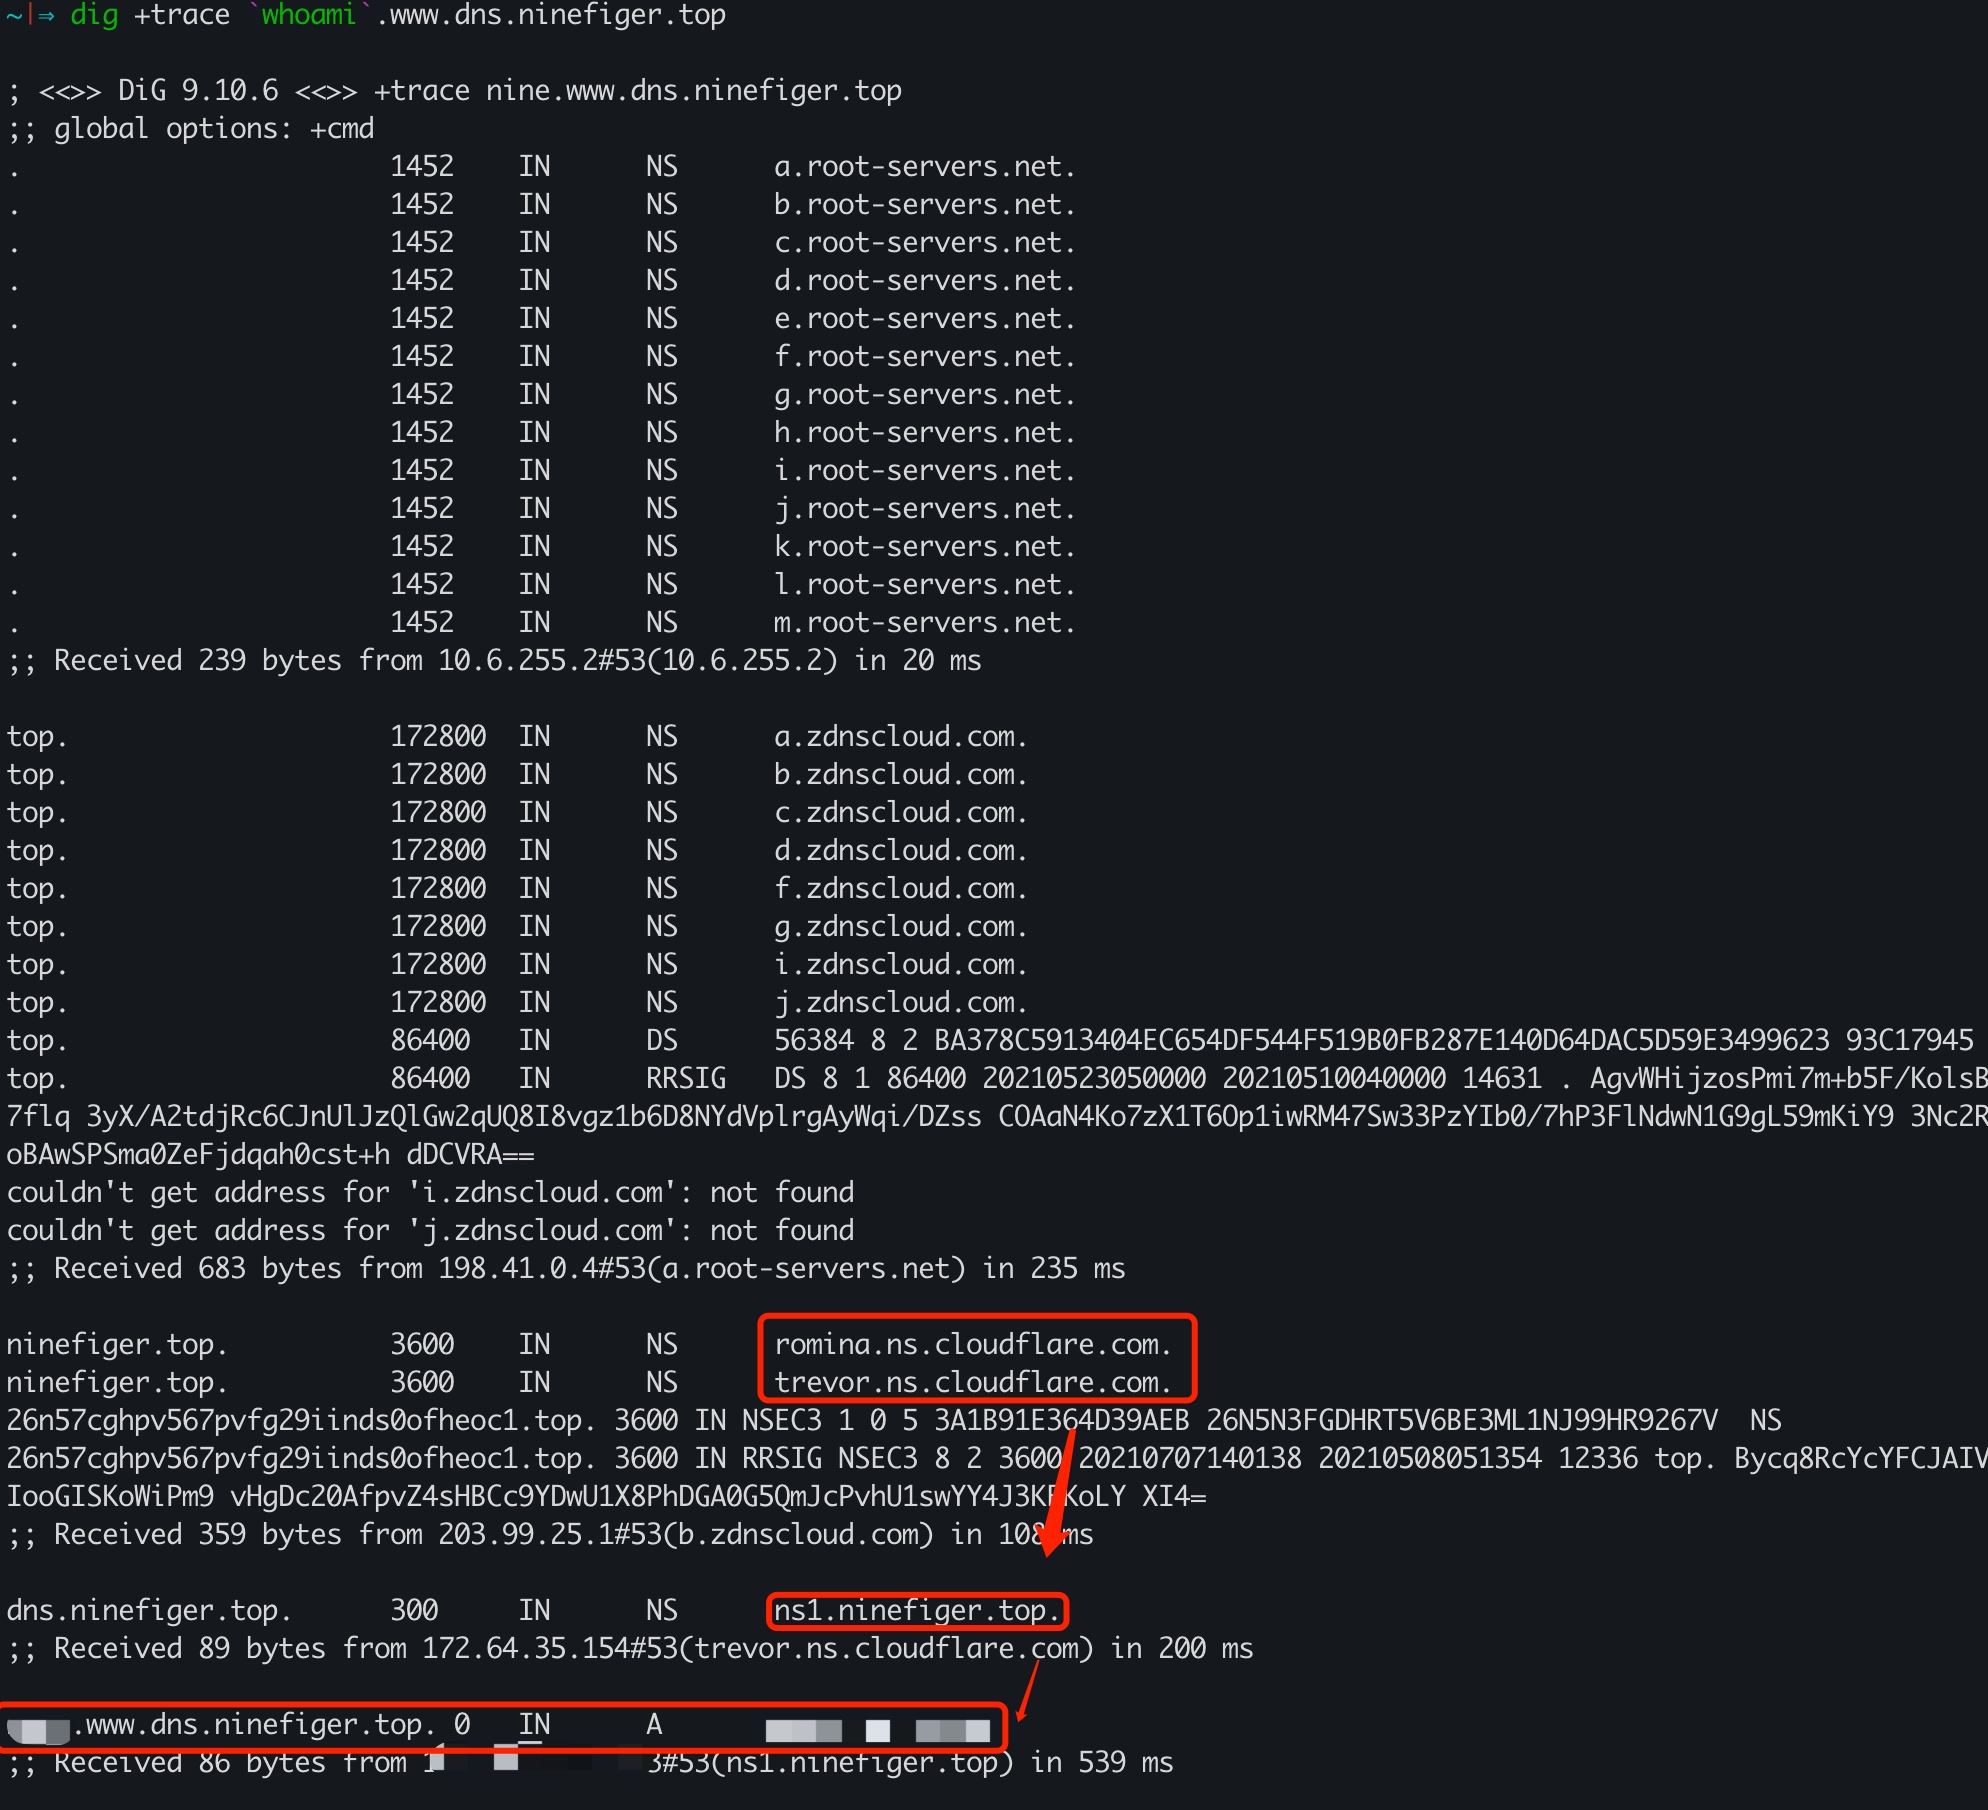 ~|⇒ dig +trace `whoami`.www.dns.ninefiger.top
; <<>> DiG 9.10.6 <<>> +trace nine.www.dns.ninefiger.top
;; global options: +cmd
. 1452 IN NS a.root-servers.net.
. 1452 IN NS b.root-servers.net.
. 1452 IN NS c.root-servers.net.
. 1452 IN NS d.root-servers.net.
. 1452 IN NS e.root-servers.net.
. 1452 IN NS f.root-servers.net.
. 1452 IN NS g.root-servers.net.
. 1452 IN NS h.root-servers.net.
. 1452 IN NS i.root-servers.net.
. 1452 IN NS j.root-servers.net.
. 1452 IN NS k.root-servers.net.
. 1452 IN NS l.root-servers.net.
. 1452 IN NS m.root-servers.net.
;; Received 239 bytes from 10.6.255.2#53(10.6.255.2) in 20 ms
top. 172800 IN NS a.zdnscloud.com.
top. 172800 IN NS b.zdnscloud.com.
top. 172800 IN NS c.zdnscloud.com.
top. 172800 IN NS d.zdnscloud.com.
top. 172800 IN NS f.zdnscloud.com.
top. 172800 IN NS g.zdnscloud.com.
top. 172800 IN NS i.zdnscloud.com.
top. 172800 IN NS j.zdnscloud.com.
top. 86400 IN DS 56384 8 2 BA378C5913404EC654DF544F519B0FB287E140D64DAC5D59E3499623 93C17945
top. 86400 IN RRSIG DS 8 1 86400 20210523050000 20210510040000 14631 . AgvWHijzosPmi7m+b5F/KolsB
7flq 3yX/A2tdjRc6CJnUlJzQlGw2qUQ8I8vgz1b6D8NYdVplrgAyWqi/DZss COAaN4Ko7zX1T6Op1iwRM47Sw33PzYIb0/7hP3FlNdwN1G9gL59mKiY9 3Nc2R
oBAwSPSma0ZeFjdqah0cst+h dDCVRA==
couldn't get address for 'i.zdnscloud.com': not found
couldn't get address for 'j.zdnscloud.com': not found
;; Received 683 bytes from 198.41.0.4#53(a.root-servers.net) in 235 ms
ninefiger.top. 3600 IN NS romina.ns.cloudflare.com.
ninefiger.top. 3600 IN NS trevor.ns.cloudflare.com.
26n57cghpv567pvfg29iinds0ofheoc1.top. 3600 IN NSEC3 1 0 5 3A1B91E364D39AEB 26N5N3FGDHRT5V6BE3ML1NJ99HR9267V NS
26n57cghpv567pvfg29iinds0ofheoc1.top. 3600 IN RRSIG NSEC3 8 2 3600 20210707140138 20210508051354 12336 top. Bycq8RcYcYFCJAIV
IooGISKoWiPm9 XI4=
;; Received 359 bytes from 203.99.25.1#53(b.zdnscloud.com) in 108 ms
dns.ninefiger.top. 300 IN NS ns1.ninefiger.top.
;; Received 89 bytes from 172.64.35.154#53(trevor.ns.cloudflare.com) in 200 ms
.www.dns.ninefiger.top. 0 IN A
;; Received 86 bytes from 3#53(ns1.ninefiger.top) in 539 ms